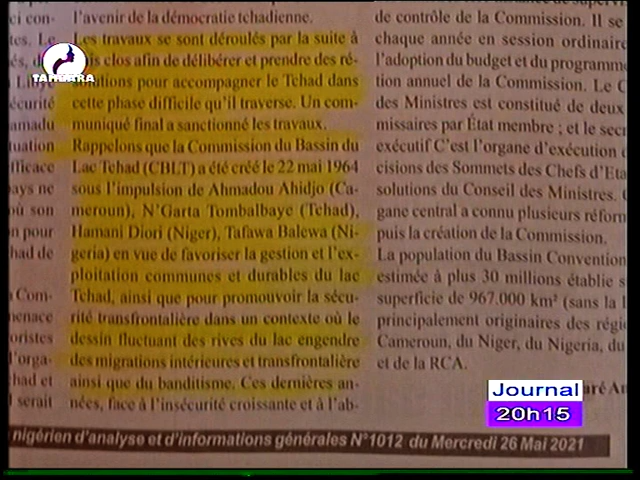 l'avenir de la démocratie tchadienne.
Les travaux se sont déroulés par la suite à
clos afin de délibérer et prendre des ré-
pour accompagner le Tchad dans
cette phase difficile qu'il traverse. Un com-
muniqué final a sanctionné les travaux.
Rappelons que la Commission du Bassin du
Lac Tchad (CBLT) a été créé le 22 mai 1964
sous l'impulsion de Ahmadou Ahidjo (Ca-
meroun), N'Garta Tombalbaye (Tchad),
Hamani Diori (Niger), Tafawa Balewa (Ni-
geria) en vue de favoriser la gestion et l'ex-
ploitation communes et durables du lac
Tchad, ainsi que pour promouvoir la sécu-
rité transfrontalière dans un contexte où le
dessin fluctuant des rives du lac engendre
des migrations intérieures et transfrontalière
ainsi que du banditisme. Ces dernières an-
nées, face à l'insécurité croissante et à l'ab-
de contrôle de la Commission. Il se
chaque année en session ordinaire
l'adoption du budget et du programme
tion annuel de la Commission. Le C
des Ministres est constitué de deux
missaires par État membre ; et le secr
exécutif C'est l'organe d'exécution d
cisions des Sommets des Chefs d'Etat
solutions du Conseil des Ministres. C
gane central a connu plusieurs réfor
puis la création de la Commission.
La population du Bassin Convention
estimée à plus 30 millions établie s
superficie de 967.000 km² (sans la l
principalement originaires des régi
Cameroun, du Niger, du Nigeria, du
et de la RCA.
TAMBARA
Journal
20h15
nigérien d'analyse et d'informations générales N°1012 du Mercredi 26 Mai 2021